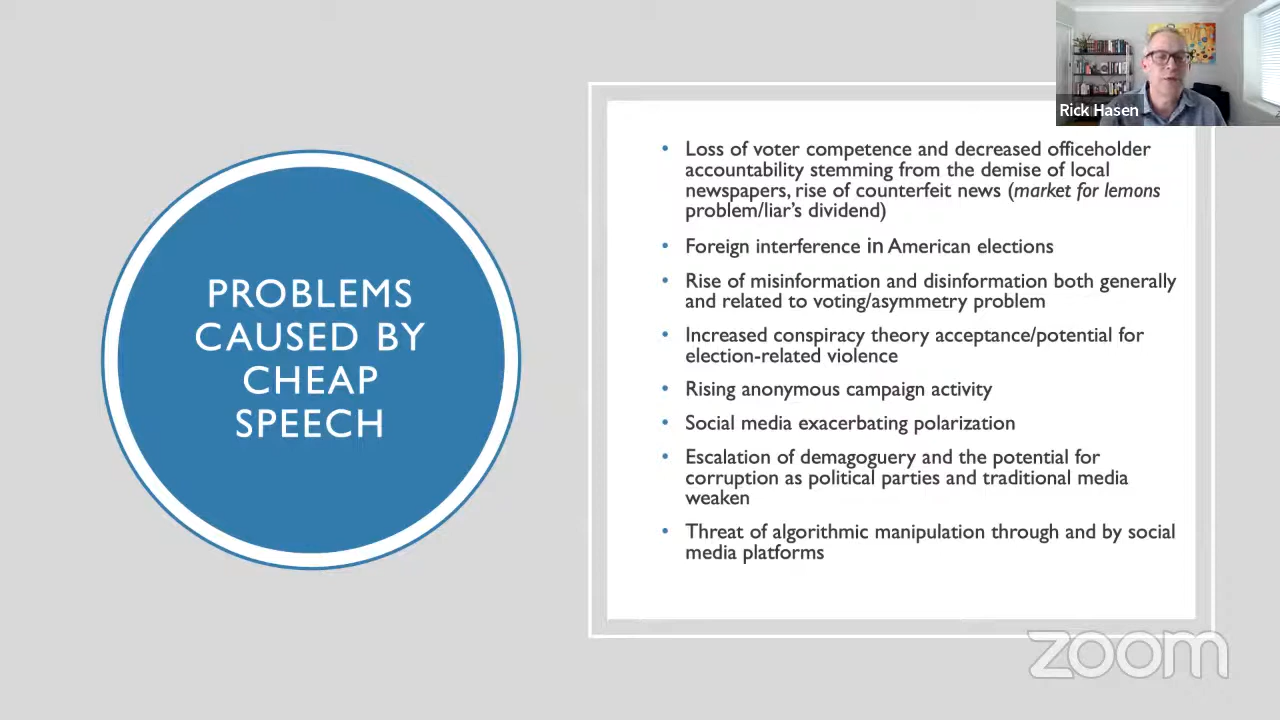 PROBLEMS
CAUSED BY
CHEAP
SPEECH
Rick Hasen
• Loss of voter competence and decreased officeholder
accountability stemming from the demise of local
newspapers, rise of counterfeit news (market for lemons
problem/liar's dividend)
• Foreign interference in American elections
• Rise of misinformation and disinformation both generally
and related to voting/asymmetry problem
• Increased conspiracy theory acceptance/potential for
election-related violence
• Rising anonymous campaign activity
• Social media exacerbating polarization
• Escalation of demagoguery and the potential for
corruption as political parties and traditional media
weaken
• Threat of algorithmic manipulation through and by social
media platforms
zoom